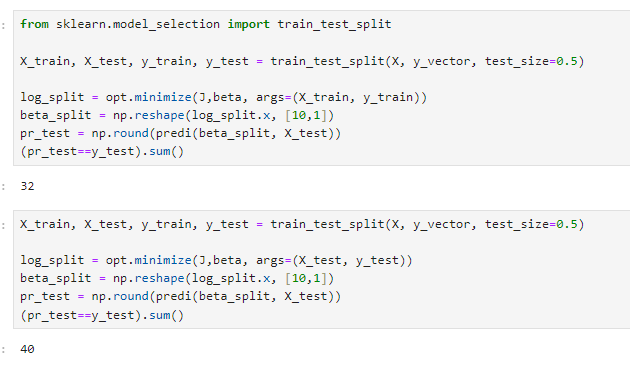 from sklearn.model_selection import train_test_split
X_train, X_test, y_train, y_test = train_test_split(X, y_vector, test_size=0.5)
log_split = opt.minimize(J,beta, args=(X_train, y_train))
beta_split = np.reshape(log_split.x, [10,1])
pr_test = np.round(predi(beta_split, X_test))
(pr_test==y_test).sum()
: 32
X_train, X_test, y_train, y_test = train_test_split(X, y_vector, test_size=0.5)
log_split = opt.minimize(J,beta, args=(X_test, y_test))
beta_split = np.reshape(log_split.x, [10,1])
pr_test = np.round(predi(beta_split, X_test))
(pr_test==y_test).sum()
: 40